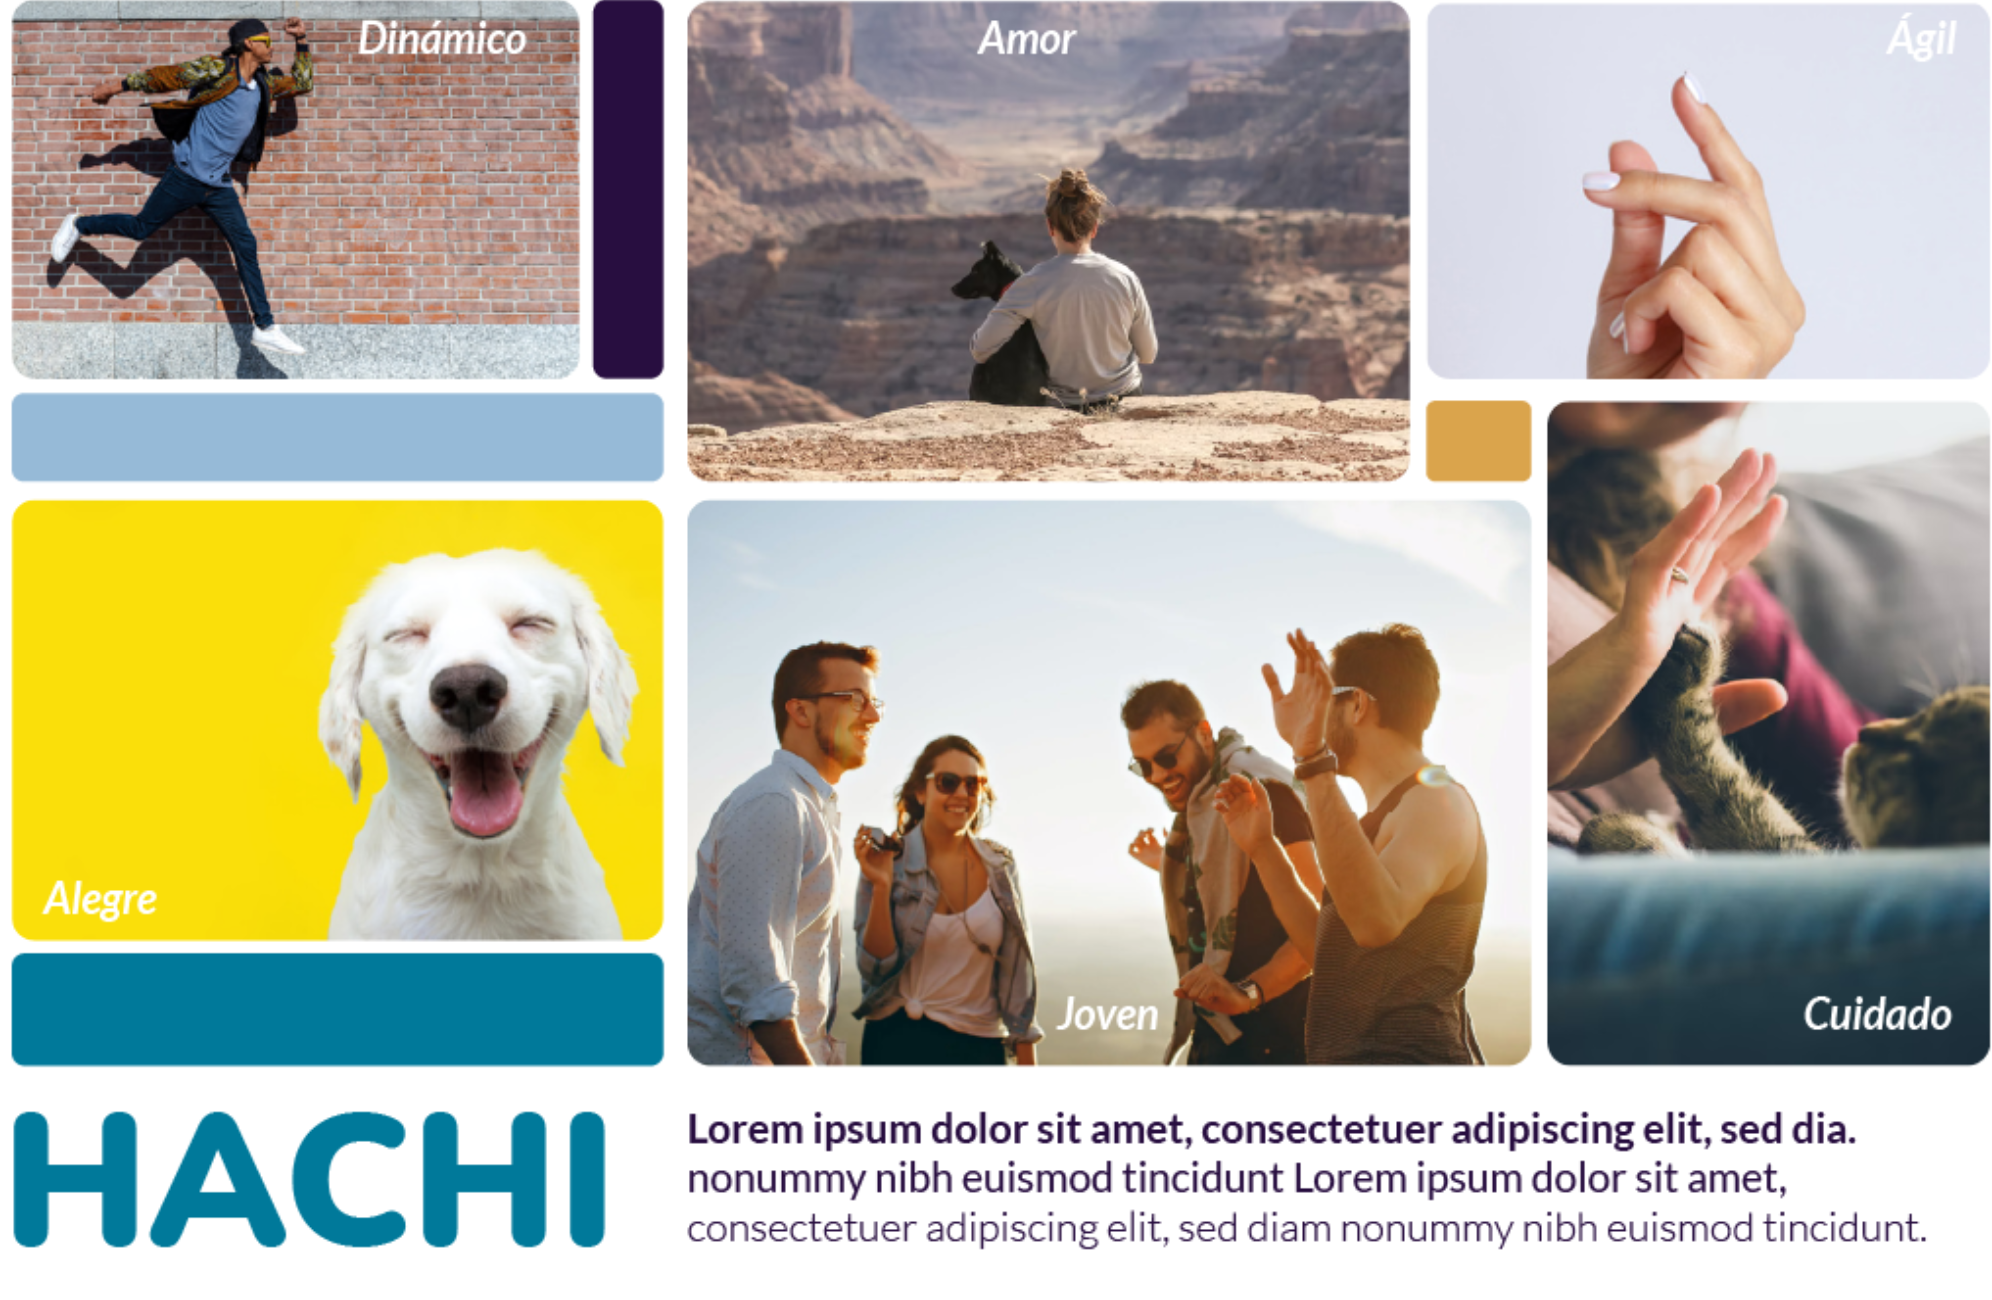 Dinámico
Amor
Ágil
Alegre
Joven
Cuidado
HACHI
Lorem ipsum dolor sit amet, consectetuer adipiscing elit, sed dia.
nonummy nibh euismod tincidunt Lorem ipsum dolor sit amet,
consectetuer adipiscing elit, sed diam nonummy nibh euismod tincidunt.